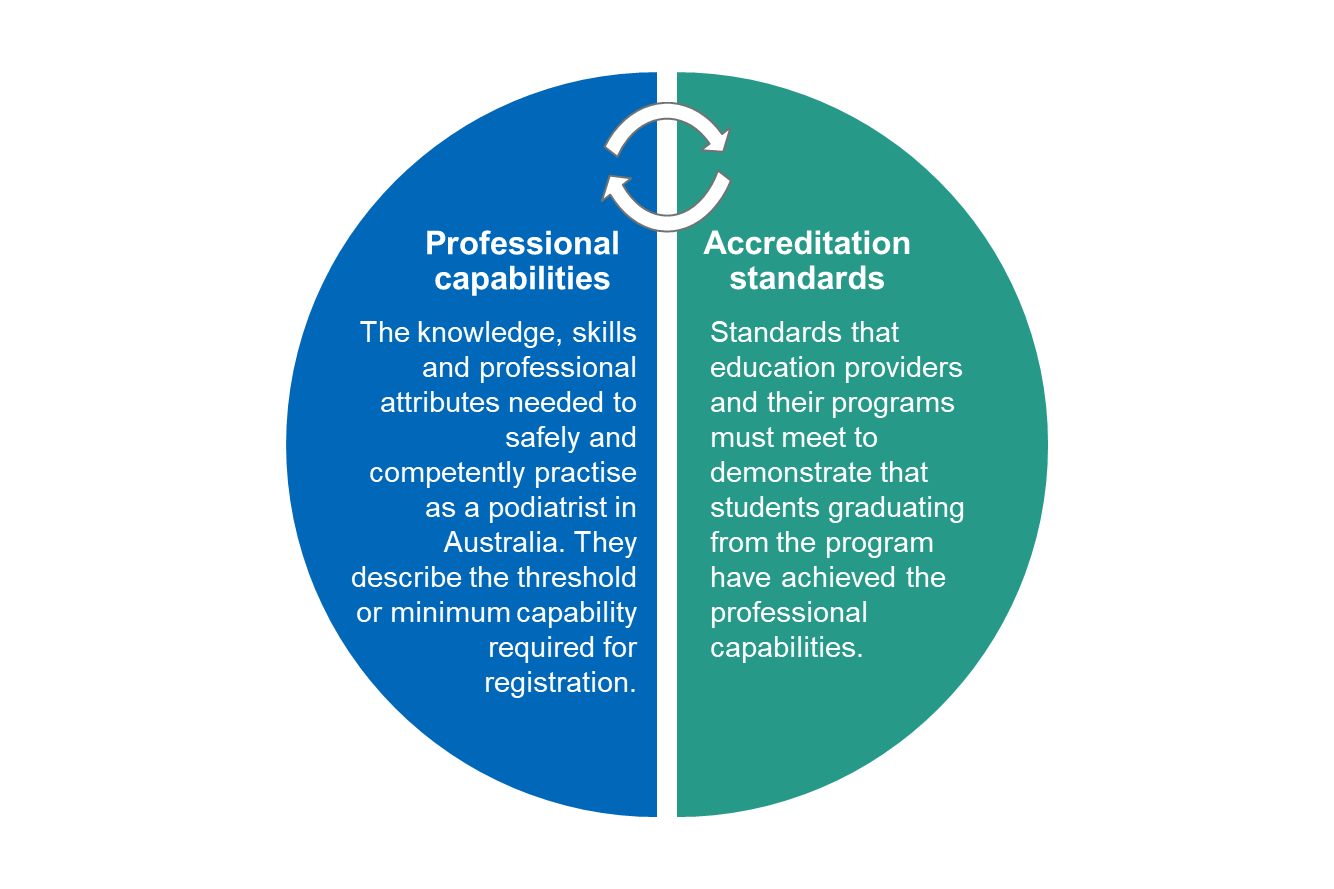 Professional
capabilities
The knowledge, skills
and professional
attributes needed to
safely and
competently practise
as a podiatrist in
Australia. They
describe the threshold
or minimum capability
required for
registration.
Accreditation
standards
Standards that
education providers
and their programs
must meet to
demonstrate that
students graduating
from the program
have achieved the
professional
capabilities.